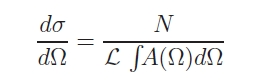 dσ/dΩ = N / (ℒ ∫A(Ω)dΩ)